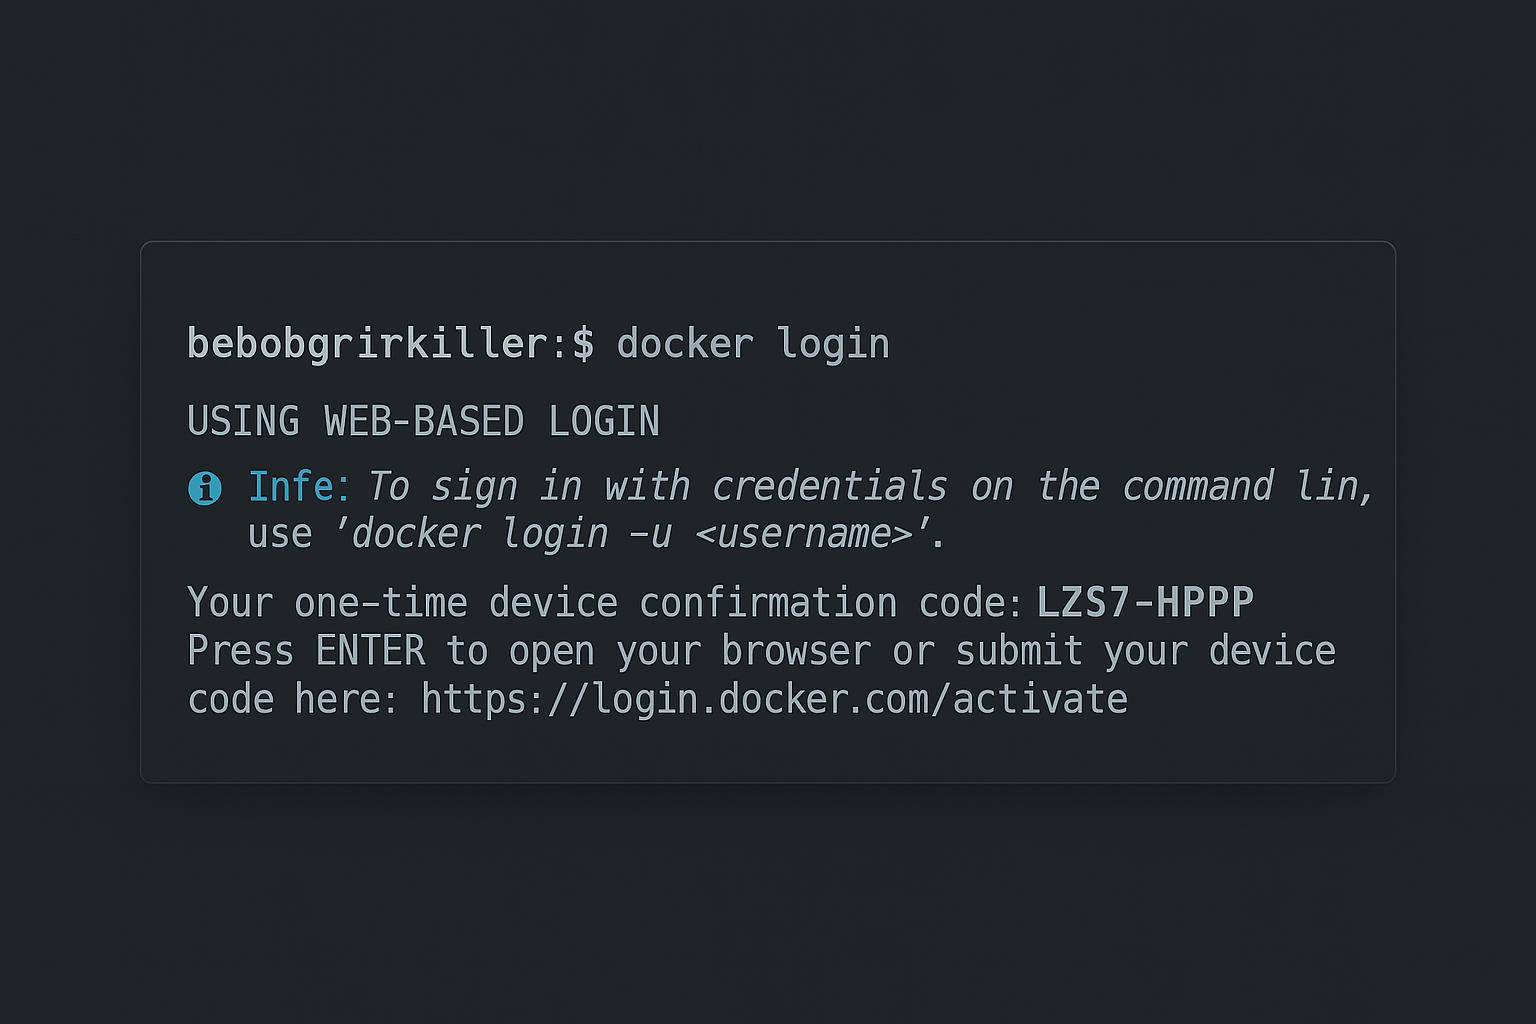 bebobgrirkiller:$ docker login
USING WEB-BASED LOGIN
i Infe: To sign in with credentials on the command lin,
use ’docker login -u <username>’.
Your one-time device confirmation code: LZS7-HPPP
Press ENTER to open your browser or submit your device
code here: https://login.docker.com/activate